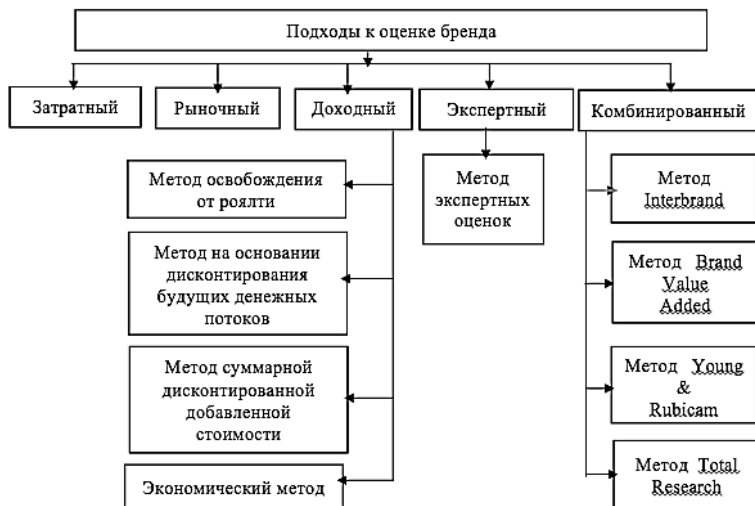 Подходы к оценке бренда
Затратный
Рыночный
Доходный
Экспертный
Комбинированный
Метод освобождения
от роялти
Метод на основании
дисконтирования
будущих денежных
потоков
Метод суммарной
дисконтированной
добавленной
стоимости
Экономический метод
Метод
экспертных
оценок
Метод
Interbrand
Метод Brand
Value
Added
Метод Young
&
Rubicam
Метод Total
Research